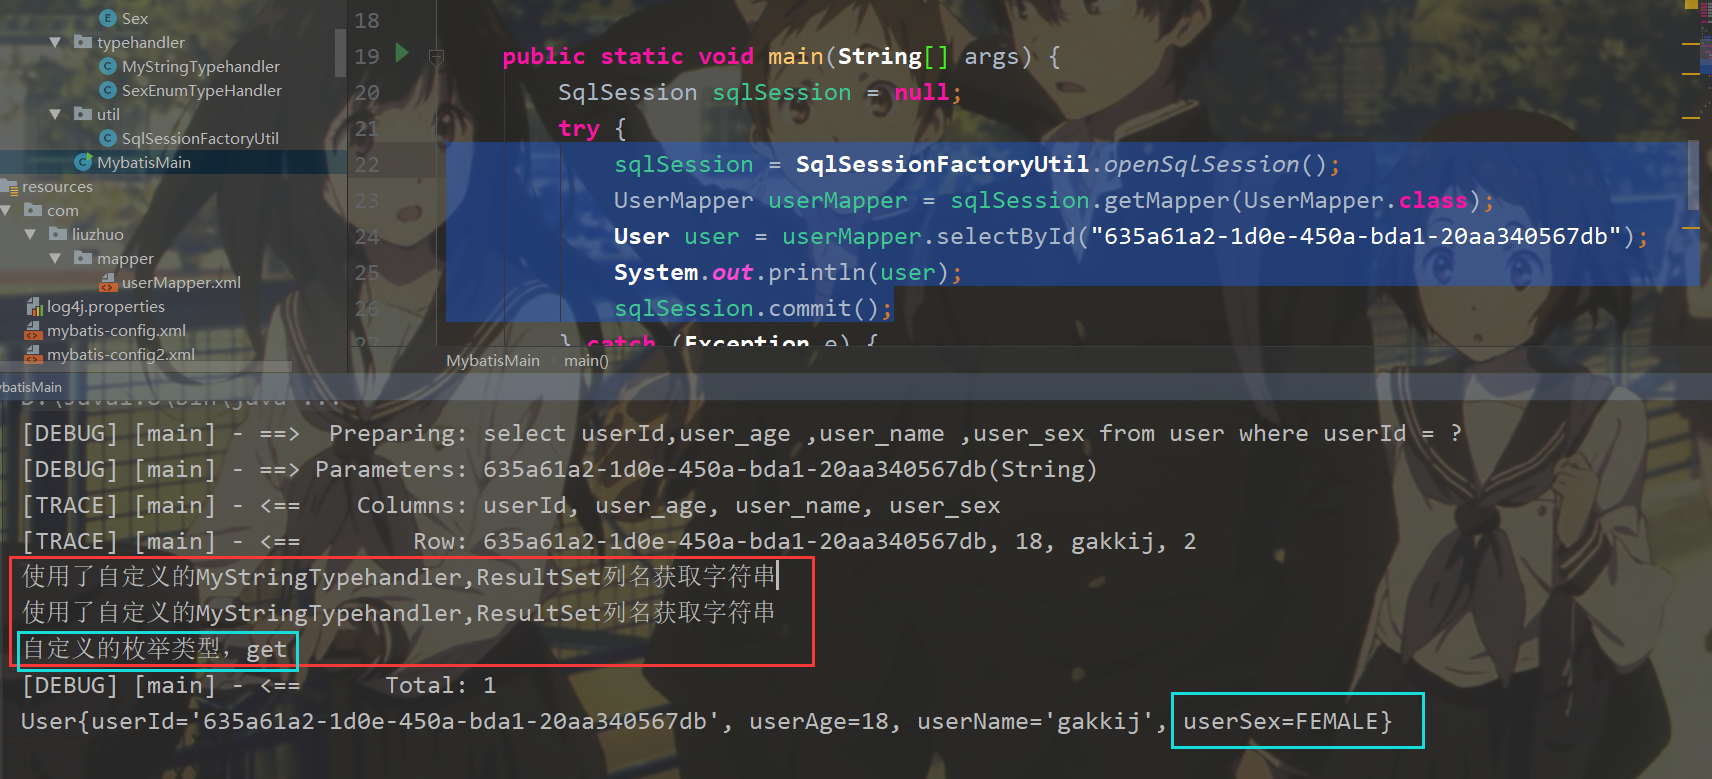 Sex
typehandler
MyStringTypehandler
SexEnumTypeHandler
util
SqlSessionFactoryUtil
MybatisMain
resources
com
liuzhuo
mapper
userMapper.xml
log4j.properties
mybatis-config.xml
mybatis-config2.xml
18
19 public static void main(String[] args) {
20 SqlSession sqlSession = null;
21 try {
22 sqlSession = SqlSessionFactoryUtil.openSqlSession();
23 UserMapper userMapper = sqlSession.getMapper(UserMapper.class);
24 User user = userMapper.selectById("635a61a2-1d0e-450a-bda1-20aa340567db");
25 System.out.println(user);
26 sqlSession.commit();
27 } catch (Exception e) {
MybatisMain main()
ybatisMain
D:\Java1.8\bin\java ...
[DEBUG] [main] - ==>  Preparing: select userId,user_age ,user_name ,user_sex from user where userId = ?
[DEBUG] [main] - ==> Parameters: 635a61a2-1d0e-450a-bda1-20aa340567db(String)
[TRACE] [main] - <==    Columns: userId, user_age, user_name, user_sex
[TRACE] [main] - <==        Row: 635a61a2-1d0e-450a-bda1-20aa340567db, 18, gakkij, 2
使用了自定义的MyStringTypehandler,ResultSet列名获取字符串
使用了自定义的MyStringTypehandler,ResultSet列名获取字符串
自定义的枚举类型，get
[DEBUG] [main] - <==      Total: 1
User{userId='635a61a2-1d0e-450a-bda1-20aa340567db', userAge=18, userName='gakkij', userSex=FEMALE}